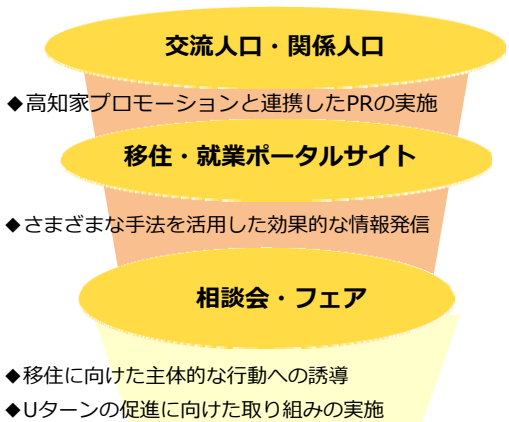 交流人口・関係人口
◆高知家プロモーションと連携したPRの実施
移住・就業ポータルサイト
◆さまざまな手法を活用した効果的な情報発信
相談会・フェア
◆移住に向けた主体的な行動への誘導
◆Uターンの促進に向けた取り組みの実施